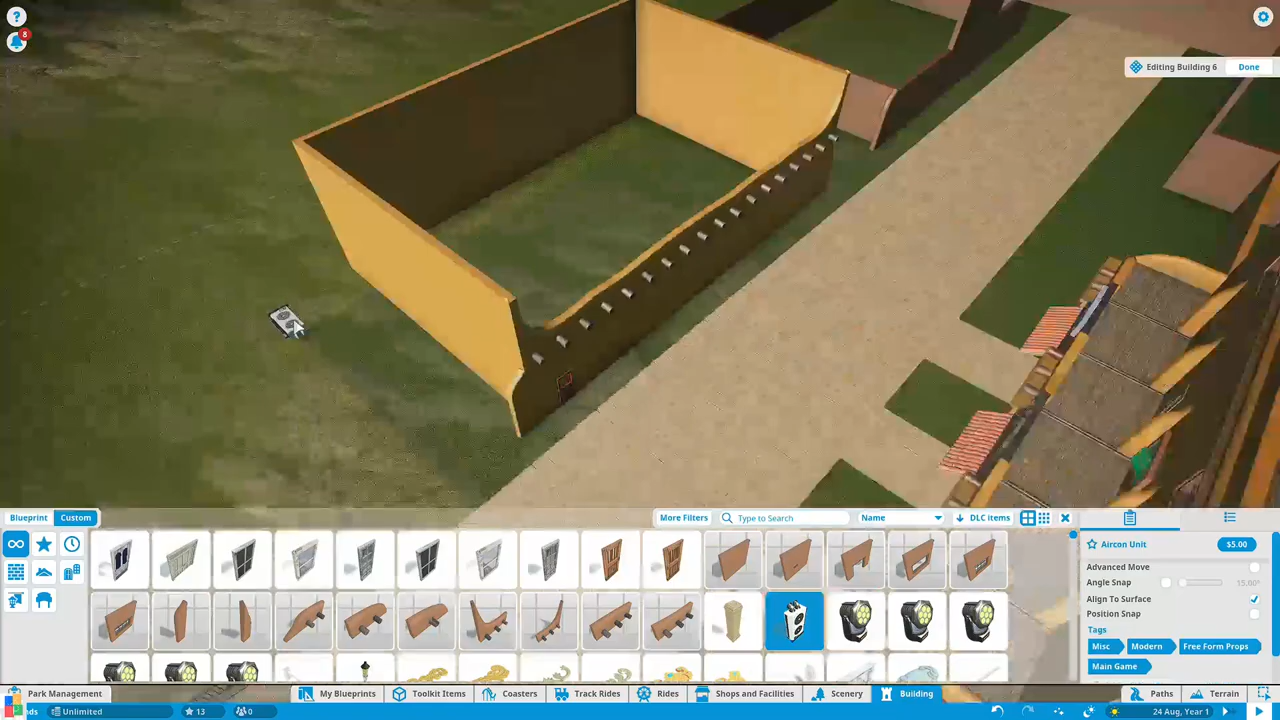 8
Editing Building 6 Done
Blueprint Custom More Filters Type to Search Name DLC items
Aircon Unit $5.00
Advanced Move
Angle Snap 15.00°
Align To Surface
Position Snap
Tags
Misc Modern Free Form Props
Main Game
Park Management My Blueprints Toolkit Items Coasters Track Rides Rides Shops and Facilities Scenery Building Paths Terrain
Unlimited 13 0 24 Aug, Year 1